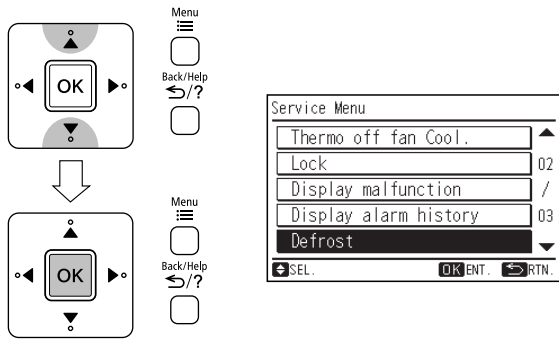 Menu
OK
Back/Help
/?
Menu
OK
Back/Help
/?
Service Menu
Thermo off fan Cool.
Lock
Display malfunction
Display alarm history
Defrost
02
/
03
SEL.
OK ENT.
RTN.